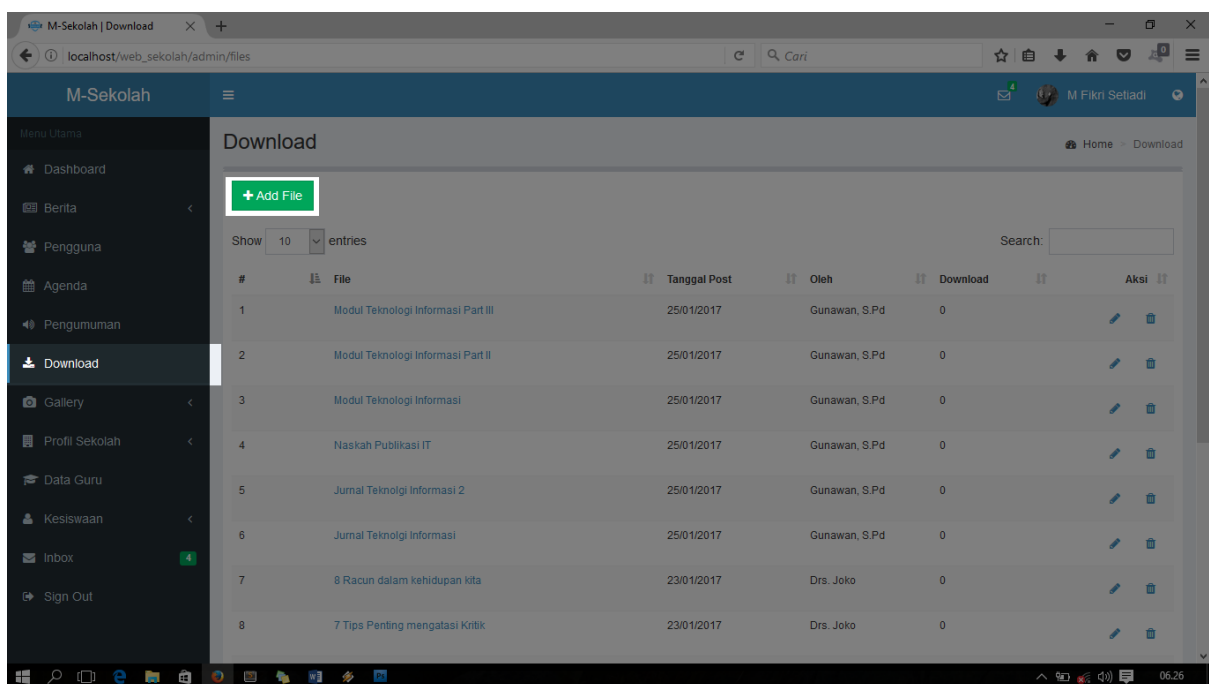 M-Sekolah | Download
localhost/web_sekolah/admin/files
Cari
0
M-Sekolah
4
M Fikri Setiadi
Menu Utama
Dashboard
Berita
Pengguna
Agenda
Pengumuman
Download
Gallery
Profil Sekolah
Data Guru
Kesiswaan
Inbox 4
Sign Out
Download
Home > Download
+ Add File
Show 10 entries
Search:
# File Tanggal Post Oleh Download Aksi
1 Modul Teknologi Informasi Part III 25/01/2017 Gunawan, S.Pd 0
2 Modul Teknologi Informasi Part II 25/01/2017 Gunawan, S.Pd 0
3 Modul Teknologi Informasi 25/01/2017 Gunawan, S.Pd 0
4 Naskah Publikasi IT 25/01/2017 Gunawan, S.Pd 0
5 Jurnal Teknolgi Informasi 2 25/01/2017 Gunawan, S.Pd 0
6 Jurnal Teknolgi Informasi 25/01/2017 Gunawan, S.Pd 0
7 8 Racun dalam kehidupan kita 23/01/2017 Drs. Joko 0
8 7 Tips Penting mengatasi Kritik 23/01/2017 Drs. Joko 0
06.26